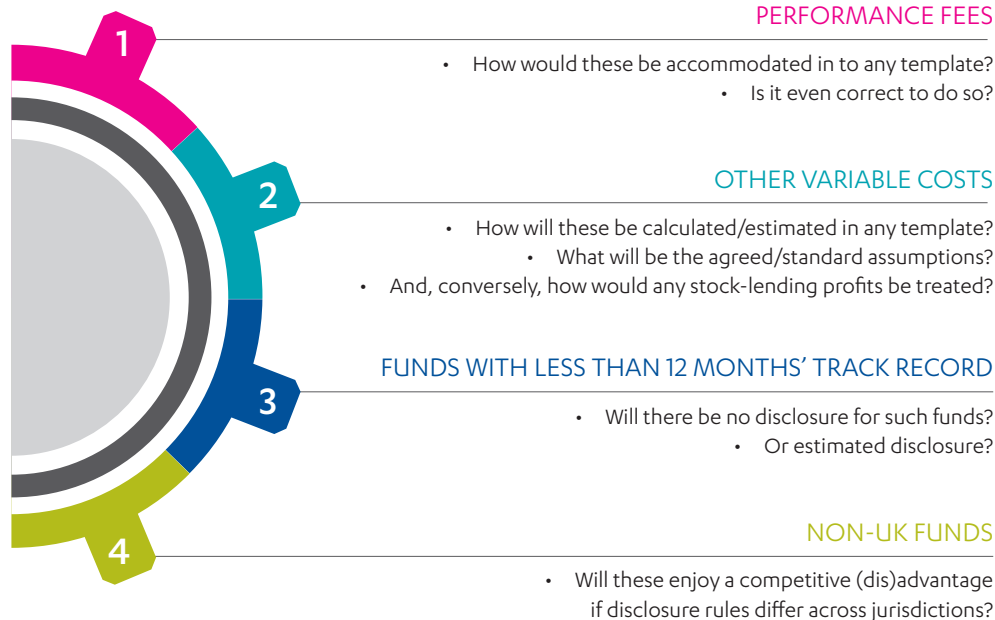 1
PERFORMANCE FEES
• How would these be accommodated in to any template?
• Is it even correct to do so?
2
OTHER VARIABLE COSTS
• How will these be calculated/estimated in any template?
• What will be the agreed/standard assumptions?
• And, conversely, how would any stock-lending profits be treated?
3
FUNDS WITH LESS THAN 12 MONTHS’ TRACK RECORD
• Will there be no disclosure for such funds?
• Or estimated disclosure?
4
NON-UK FUNDS
• Will these enjoy a competitive (dis)advantage
if disclosure rules differ across jurisdictions?